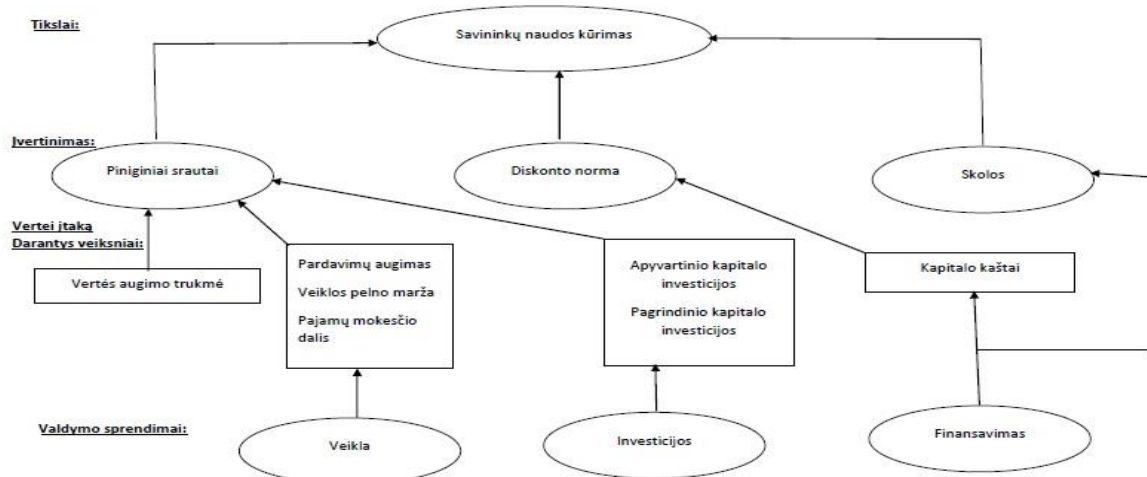 Tikslai:
Savininkų naudos kūrimas
Įvertinimas:
Piniginiai srautai
Diskonto norma
Skolos
Vertei įtaką
Darantys veiksniai:
Vertės augimo trukmė
Pardavimų augimas
Veiklos pelno marža
Pajamų mokesčio
dalis
Apyvartinio kapitalo
investicijos
Pagrindinio kapitalo
investicijos
Kapitalo kaštai
Valdymo sprendimai:
Veikla
Investicijos
Finansavimas